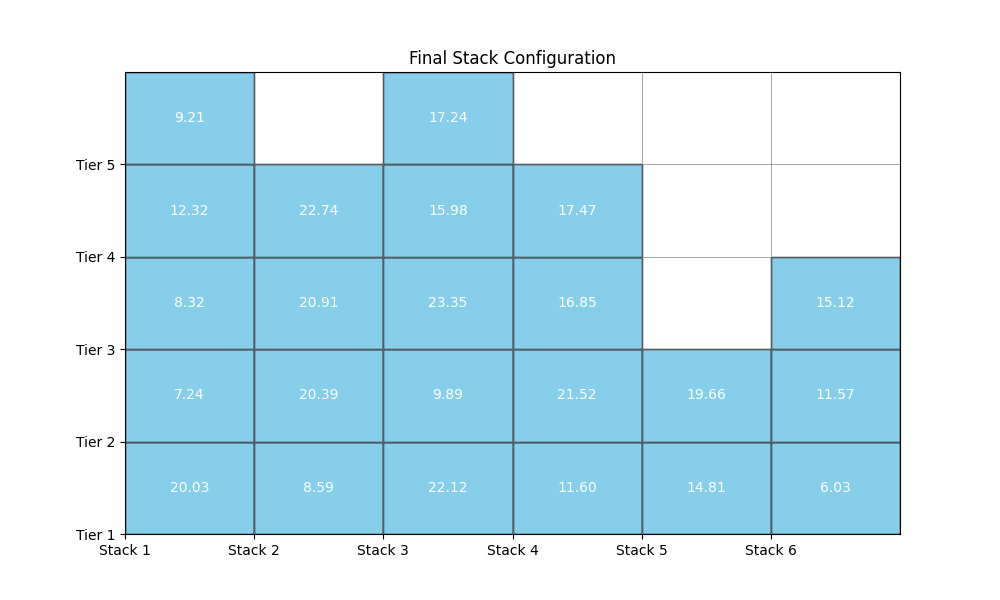 Final Stack Configuration
9.21 17.24
Tier 5
12.32 22.74 15.98 17.47
Tier 4
8.32 20.91 23.35 16.85 15.12
Tier 3
7.24 20.39 9.89 21.52 19.66 11.57
Tier 2
20.03 8.59 22.12 11.60 14.81 6.03
Tier 1
Stack 1 Stack 2 Stack 3 Stack 4 Stack 5 Stack 6